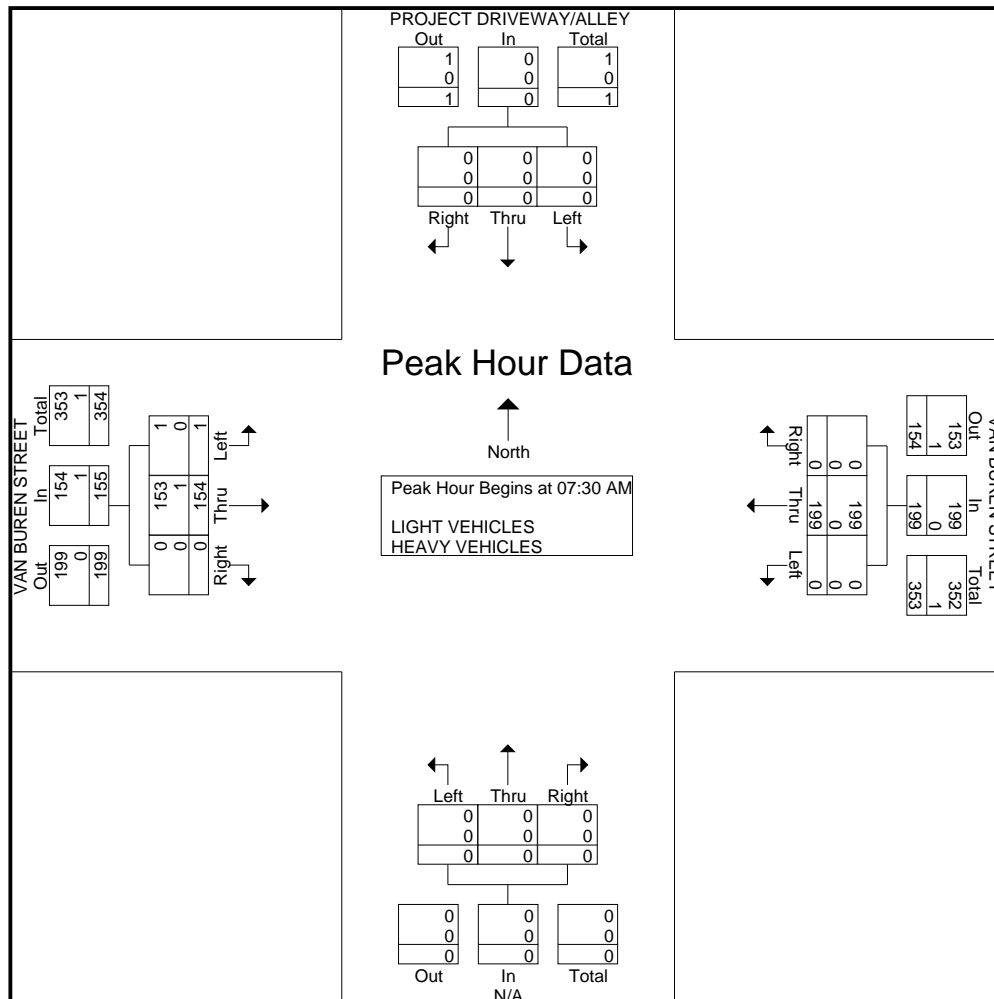 PROJECT DRIVEWAY/ALLEY
Out In Total
1 0 1
0 0 0
1 0 1
0 0 0
0 0 0
0 0 0
Right Thru Left
Peak Hour Data
North
Peak Hour Begins at 07:30 AM
LIGHT VEHICLES
HEAVY VEHICLES
VAN BUREN STREET
Out In Total
199 154 353
0 1 1
199 155 354
Right Thru Left
0 153 1
0 1 0
0 154 1
VAN BUREN STREET
Out In Total
153 199 352
1 0 1
154 199 353
Right Thru Left
0 199 0
0 0 0
0 199 0
Left Thru Right
0 0 0
0 0 0
0 0 0
0 0 0
0 0 0
0 0 0
Out In Total
N/A